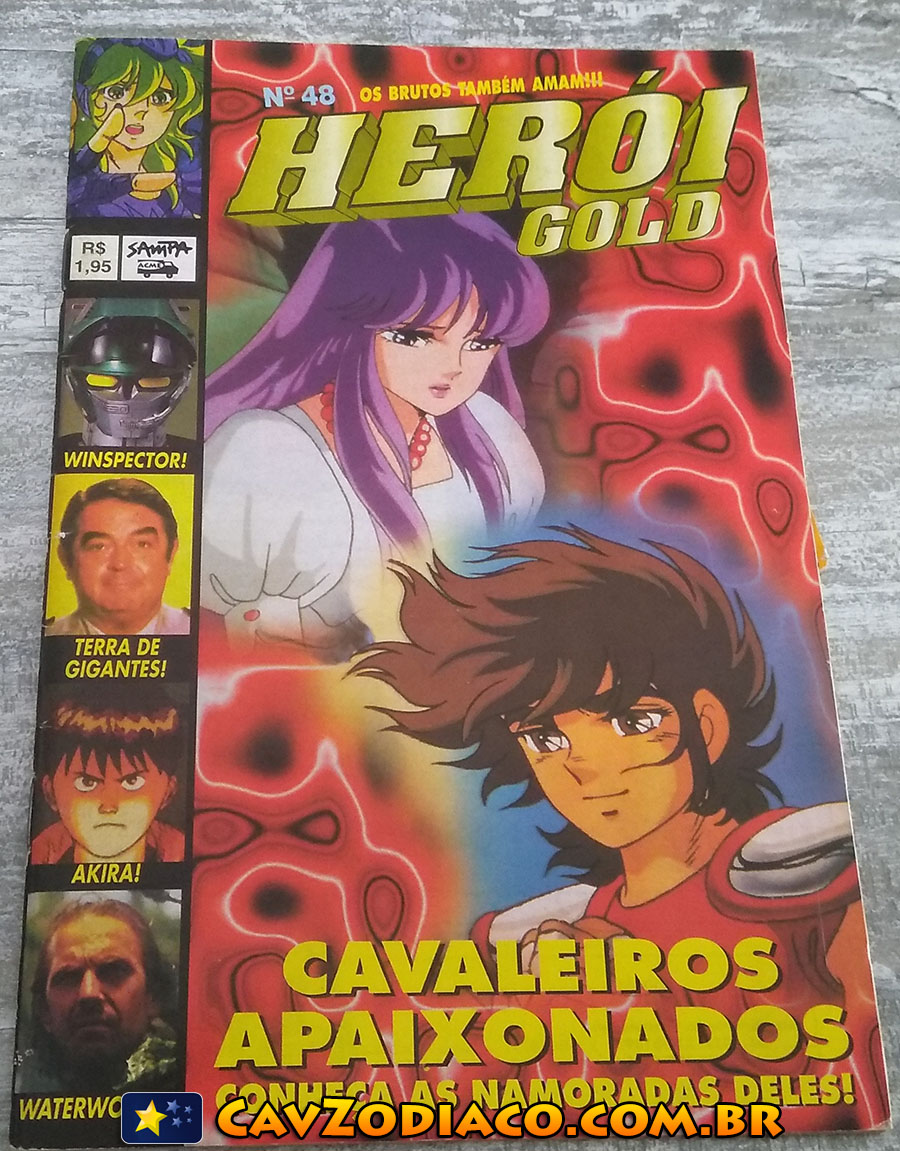 Nº 48
OS BRUTOS TAMBÉM AMAM!!!
HERÓI
GOLD
R$
1,95
SAMPA
ACME
WINSPECTOR!
TERRA DE
GIGANTES!
AKIRA!
CAVALEIROS
APAIXONADOS
CONHEÇA AS NAMORADAS DELES!
CAVZODIACO.COM.BR